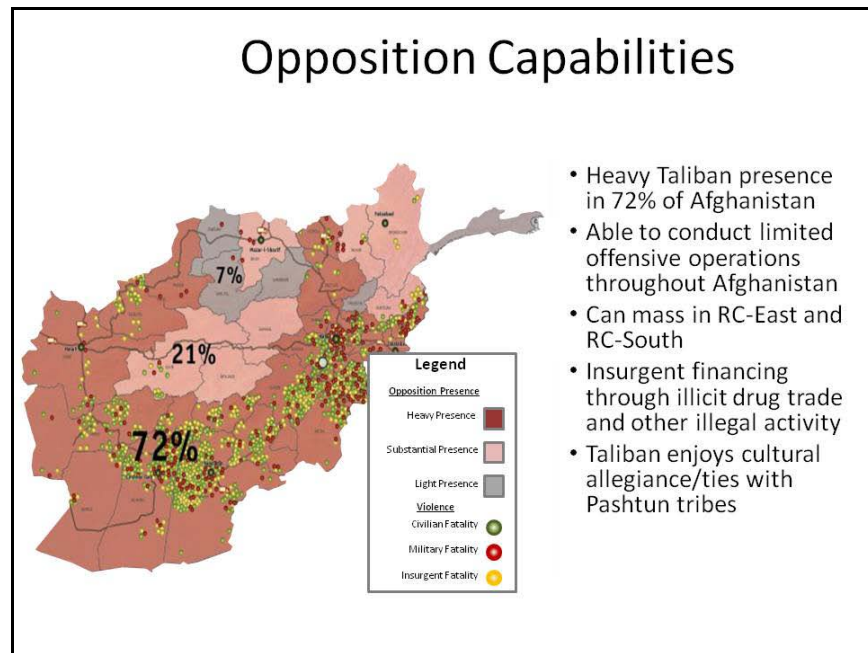 Opposition Capabilities
7%
21%
72%
Legend
Opposition Presence
Heavy Presence
Substantial Presence
Light Presence
Violence
Civilian Fatality
Military Fatality
Insurgent Fatality
• Heavy Taliban presence
in 72% of Afghanistan
• Able to conduct limited
offensive operations
throughout Afghanistan
• Can mass in RC-East and
RC-South
• Insurgent financing
through illicit drug trade
and other illegal activity
• Taliban enjoys cultural
allegiance/ties with
Pashtun tribes